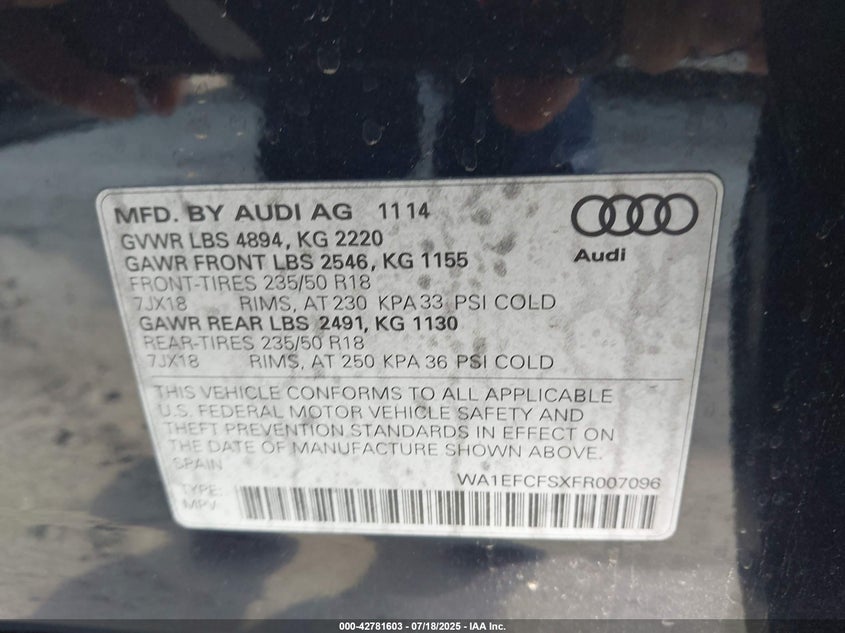 MFD. BY AUDI AG 11 14
GVWR LBS 4894, KG 2220
GAWR FRONT LBS 2546, KG 1155
FRONT-TIRES 235/50 R18
7JX18 RIMS, AT 230 KPA 33 PSI COLD
GAWR REAR LBS 2491, KG 1130
REAR-TIRES 235/50 R18
7JX18 RIMS, AT 250 KPA 36 PSI COLD
Audi
THIS VEHICLE CONFORMS TO ALL APPLICABLE
U.S. FEDERAL MOTOR VEHICLE SAFETY AND
THEFT PREVENTION STANDARDS IN EFFECT ON
THE DATE OF MANUFACTURE SHOWN ABOVE.
SPAIN
WA1EFCFSXFR007096
TYPE:
MPV
000-42781603 - 07/18/2025 - IAA Inc.